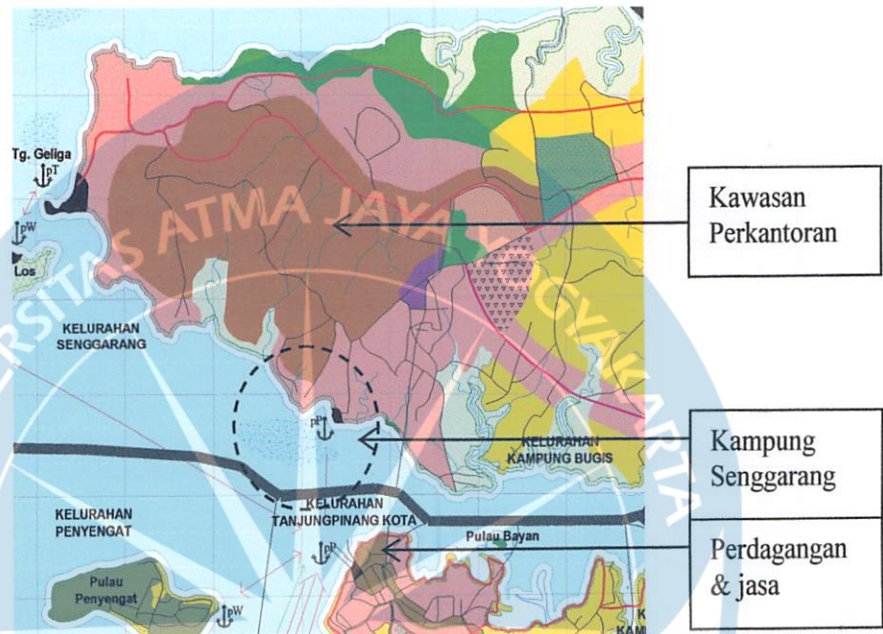 Tg. Geliga
pT
pW
Los
KELURAHAN
SENGGARANG
pP
KELURAHAN
KAMPUNG BUGIS
KELURAHAN
TANJUNGPINANG KOTA
KELURAHAN
PENYENGAT
pP
Pulau Bayan
Pulau
Penyengat
pW
Kawasan
Perkantoran
Kampung
Senggarang
Perdagangan
& jasa
UNIVERSITAS ATMA JAYA YOGYAKARTA